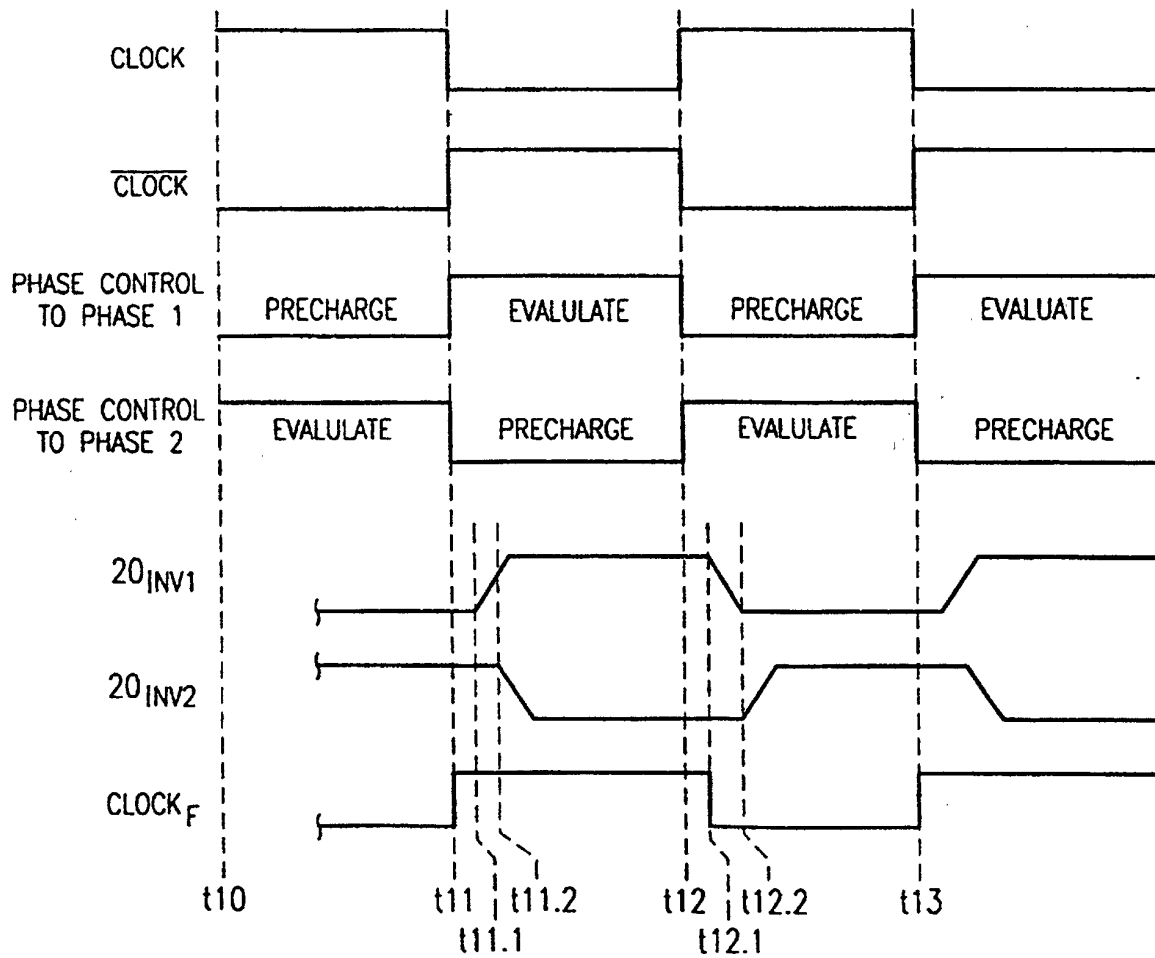 CLOCK
CLOCK
PHASE CONTROL
TO PHASE 1
PRECHARGE EVALULATE PRECHARGE EVALUATE
PHASE CONTROL
TO PHASE 2
EVALULATE PRECHARGE EVALULATE PRECHARGE
20INV1
20INV2
CLOCKF
t10 t11 t11.2 t12 t12.2 t13
t11.1 t12.1